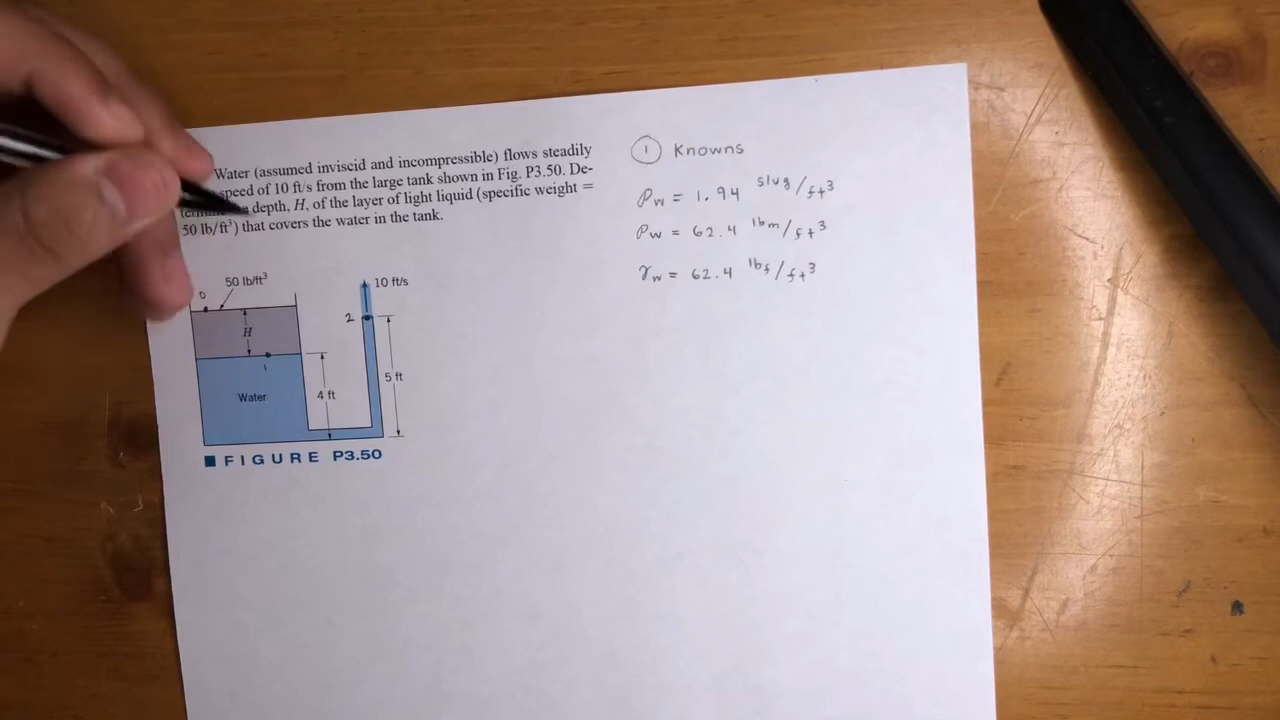 Water (assumed inviscid and incompressible) flows steadily
speed of 10 ft/s from the large tank shown in Fig. P3.50. De-
depth, H, of the layer of light liquid (specific weight =
50 lb/ft³) that covers the water in the tank.
50 lb/ft³
0
H
1
Water
4 ft
2
10 ft/s
5 ft
FIGURE P3.50
1 Knowns
ρw = 1.94 slug/ft³
ρw = 62.4 lbm/ft³
γw = 62.4 lbf/ft³